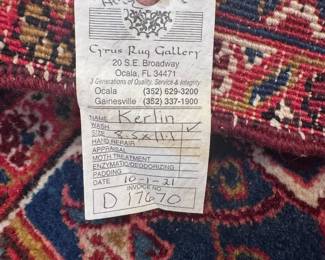 Cyrus Rug Gallery
20 S.E. Broadway
Ocala, FL 34471
3 Generations of Quality, Service & Integrity
Ocala (352) 629-3200
Gainesville (352) 337-1900
NAME Kerlin
WASH ✓
SIZE 8.5x11.1
HAND REPAIR
APPRAISAL
MOTH TREATMENT
ENZYMATIC/DEODORIZING
PADDING
DATE 10-1-21
INVOICE NO.
D 17670